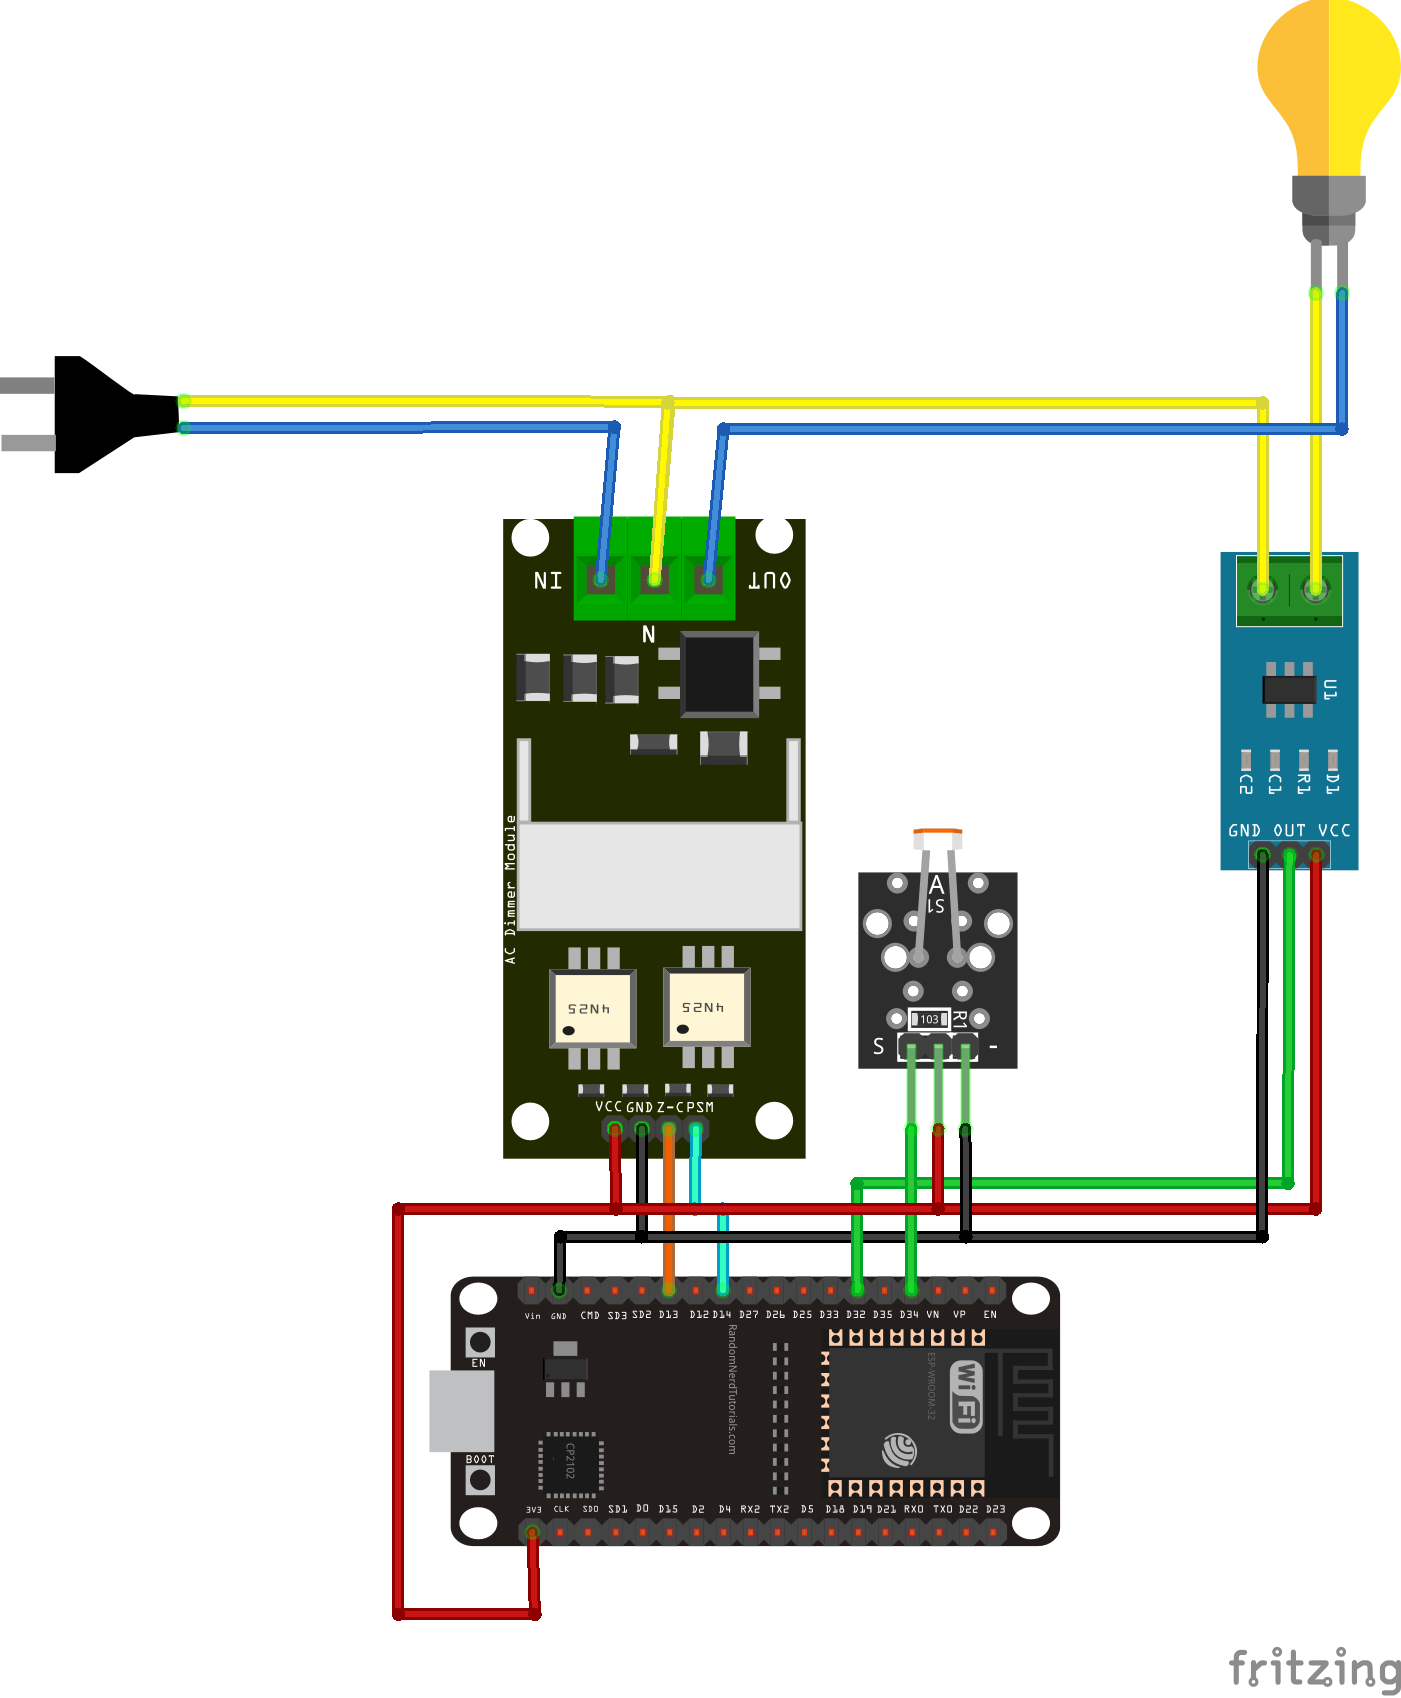 IN
OUT
N
U1
C2 C1 R1 D1
GND OUT VCC
AC Dimmer Module
A
S1
4N25
4N25
103
R1
S
-
VCC GND Z-C PSM
Vin GND CMD SD3 SD2 D13 D12 D14 D27 D26 D25 D33 D32 D35 D34 VN VP EN
EN
RandomNerdTutorials.com
ESP-WROOM-32
WiFi
CP2102
BOOT
3V3 CLK SD0 SD1 D0 D15 D2 D4 RX2 TX2 D5 D18 D19 D21 RX0 TX0 D22 D23
fritzing